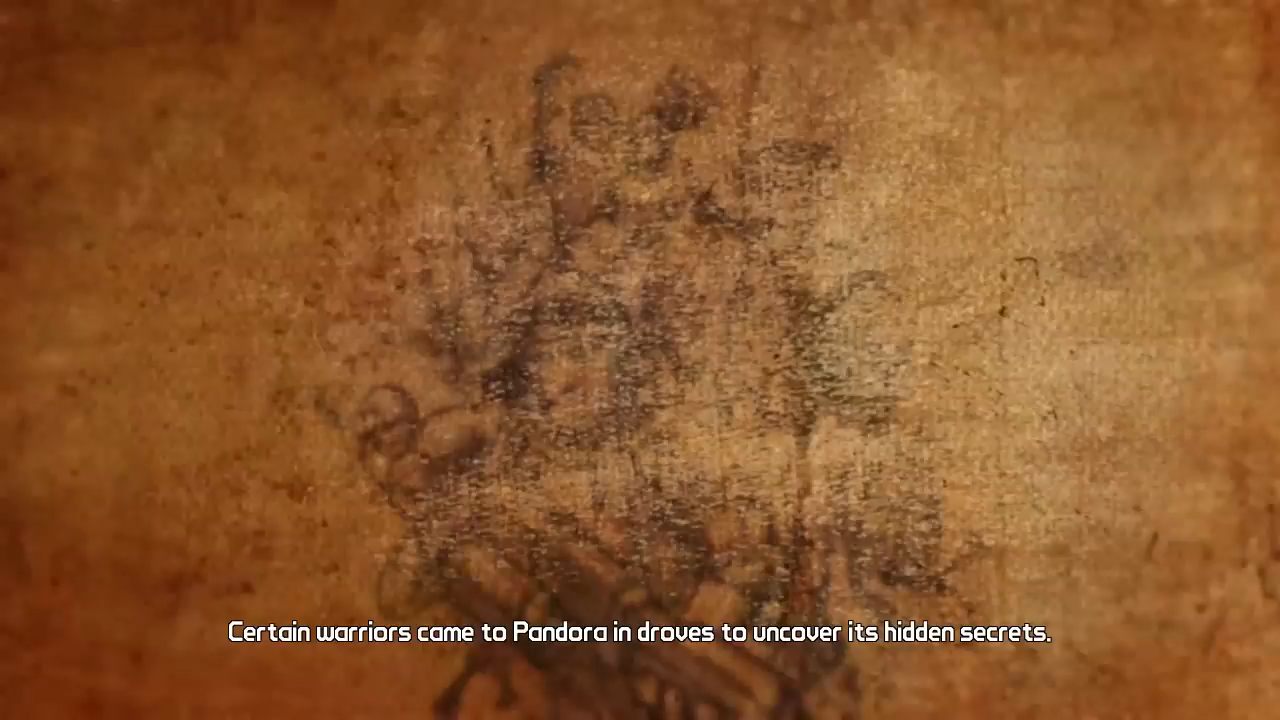 Certain warriors came to Pandora in droves to uncover its hidden secrets.